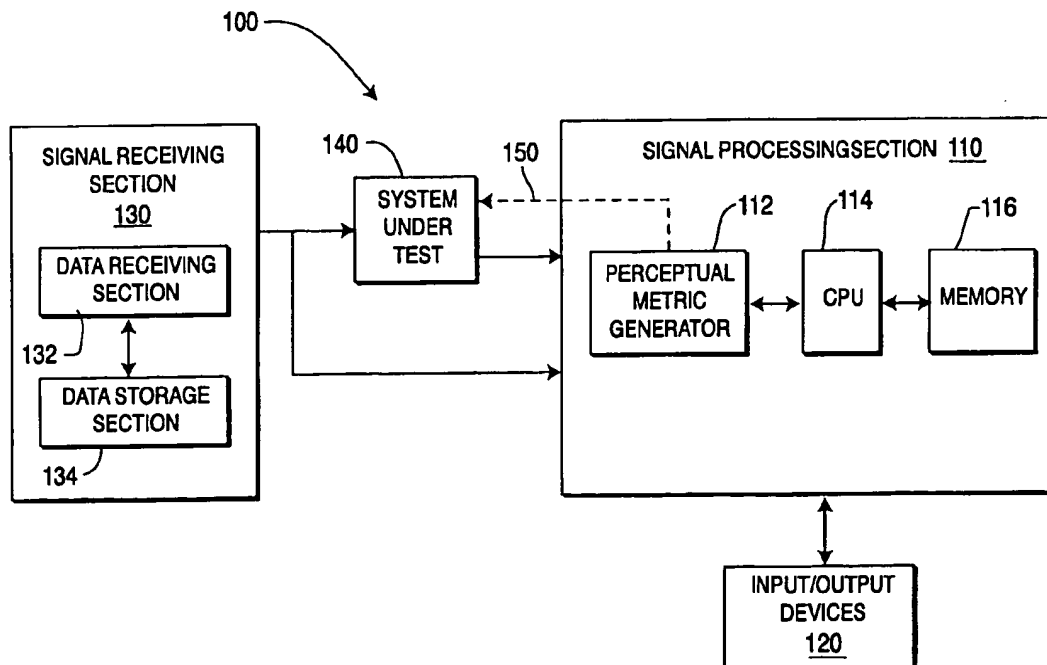 100
SIGNAL RECEIVING
SECTION
130
DATA RECEIVING
SECTION
132
DATA STORAGE
SECTION
134
140
SYSTEM
UNDER
TEST
150
SIGNAL PROCESSINGSECTION 110
112
PERCEPTUAL
METRIC
GENERATOR
114
CPU
116
MEMORY
INPUT/OUTPUT
DEVICES
120